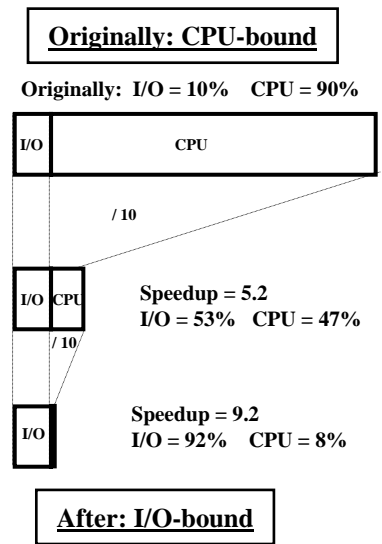 Originally: CPU-bound
Originally: I/O = 10% CPU = 90%
I/O CPU
/ 10
I/O CPU
Speedup = 5.2
I/O = 53% CPU = 47%
/ 10
I/O
Speedup = 9.2
I/O = 92% CPU = 8%
After: I/O-bound